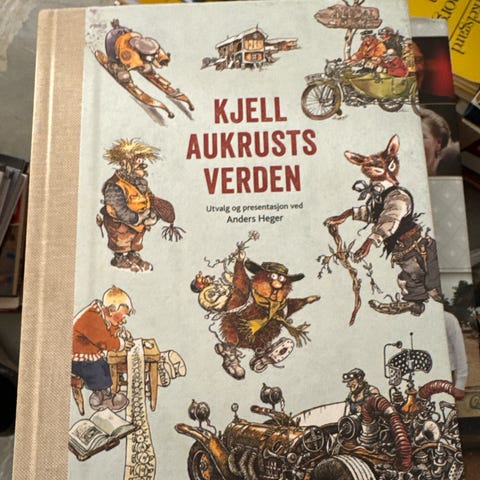 KJELL
AUKRUSTS
VERDEN
Utvalg og presentasjon ved
Anders Heger